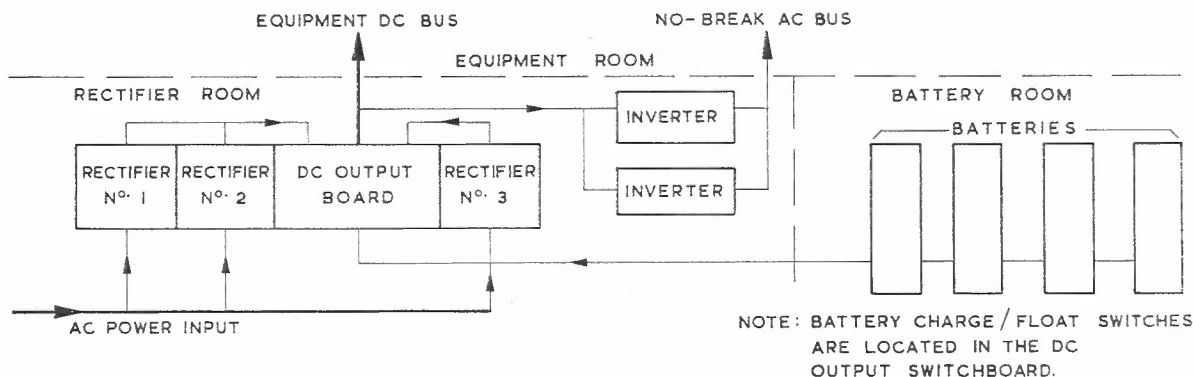 EQUIPMENT DC BUS
NO-BREAK AC BUS
EQUIPMENT ROOM
RECTIFIER ROOM
BATTERY ROOM
INVERTER
BATTERIES
RECTIFIER
Nº. 1
RECTIFIER
Nº. 2
DC OUTPUT
BOARD
RECTIFIER
Nº. 3
INVERTER
AC POWER INPUT
NOTE: BATTERY CHARGE / FLOAT SWITCHES
ARE LOCATED IN THE DC
OUTPUT SWITCHBOARD.